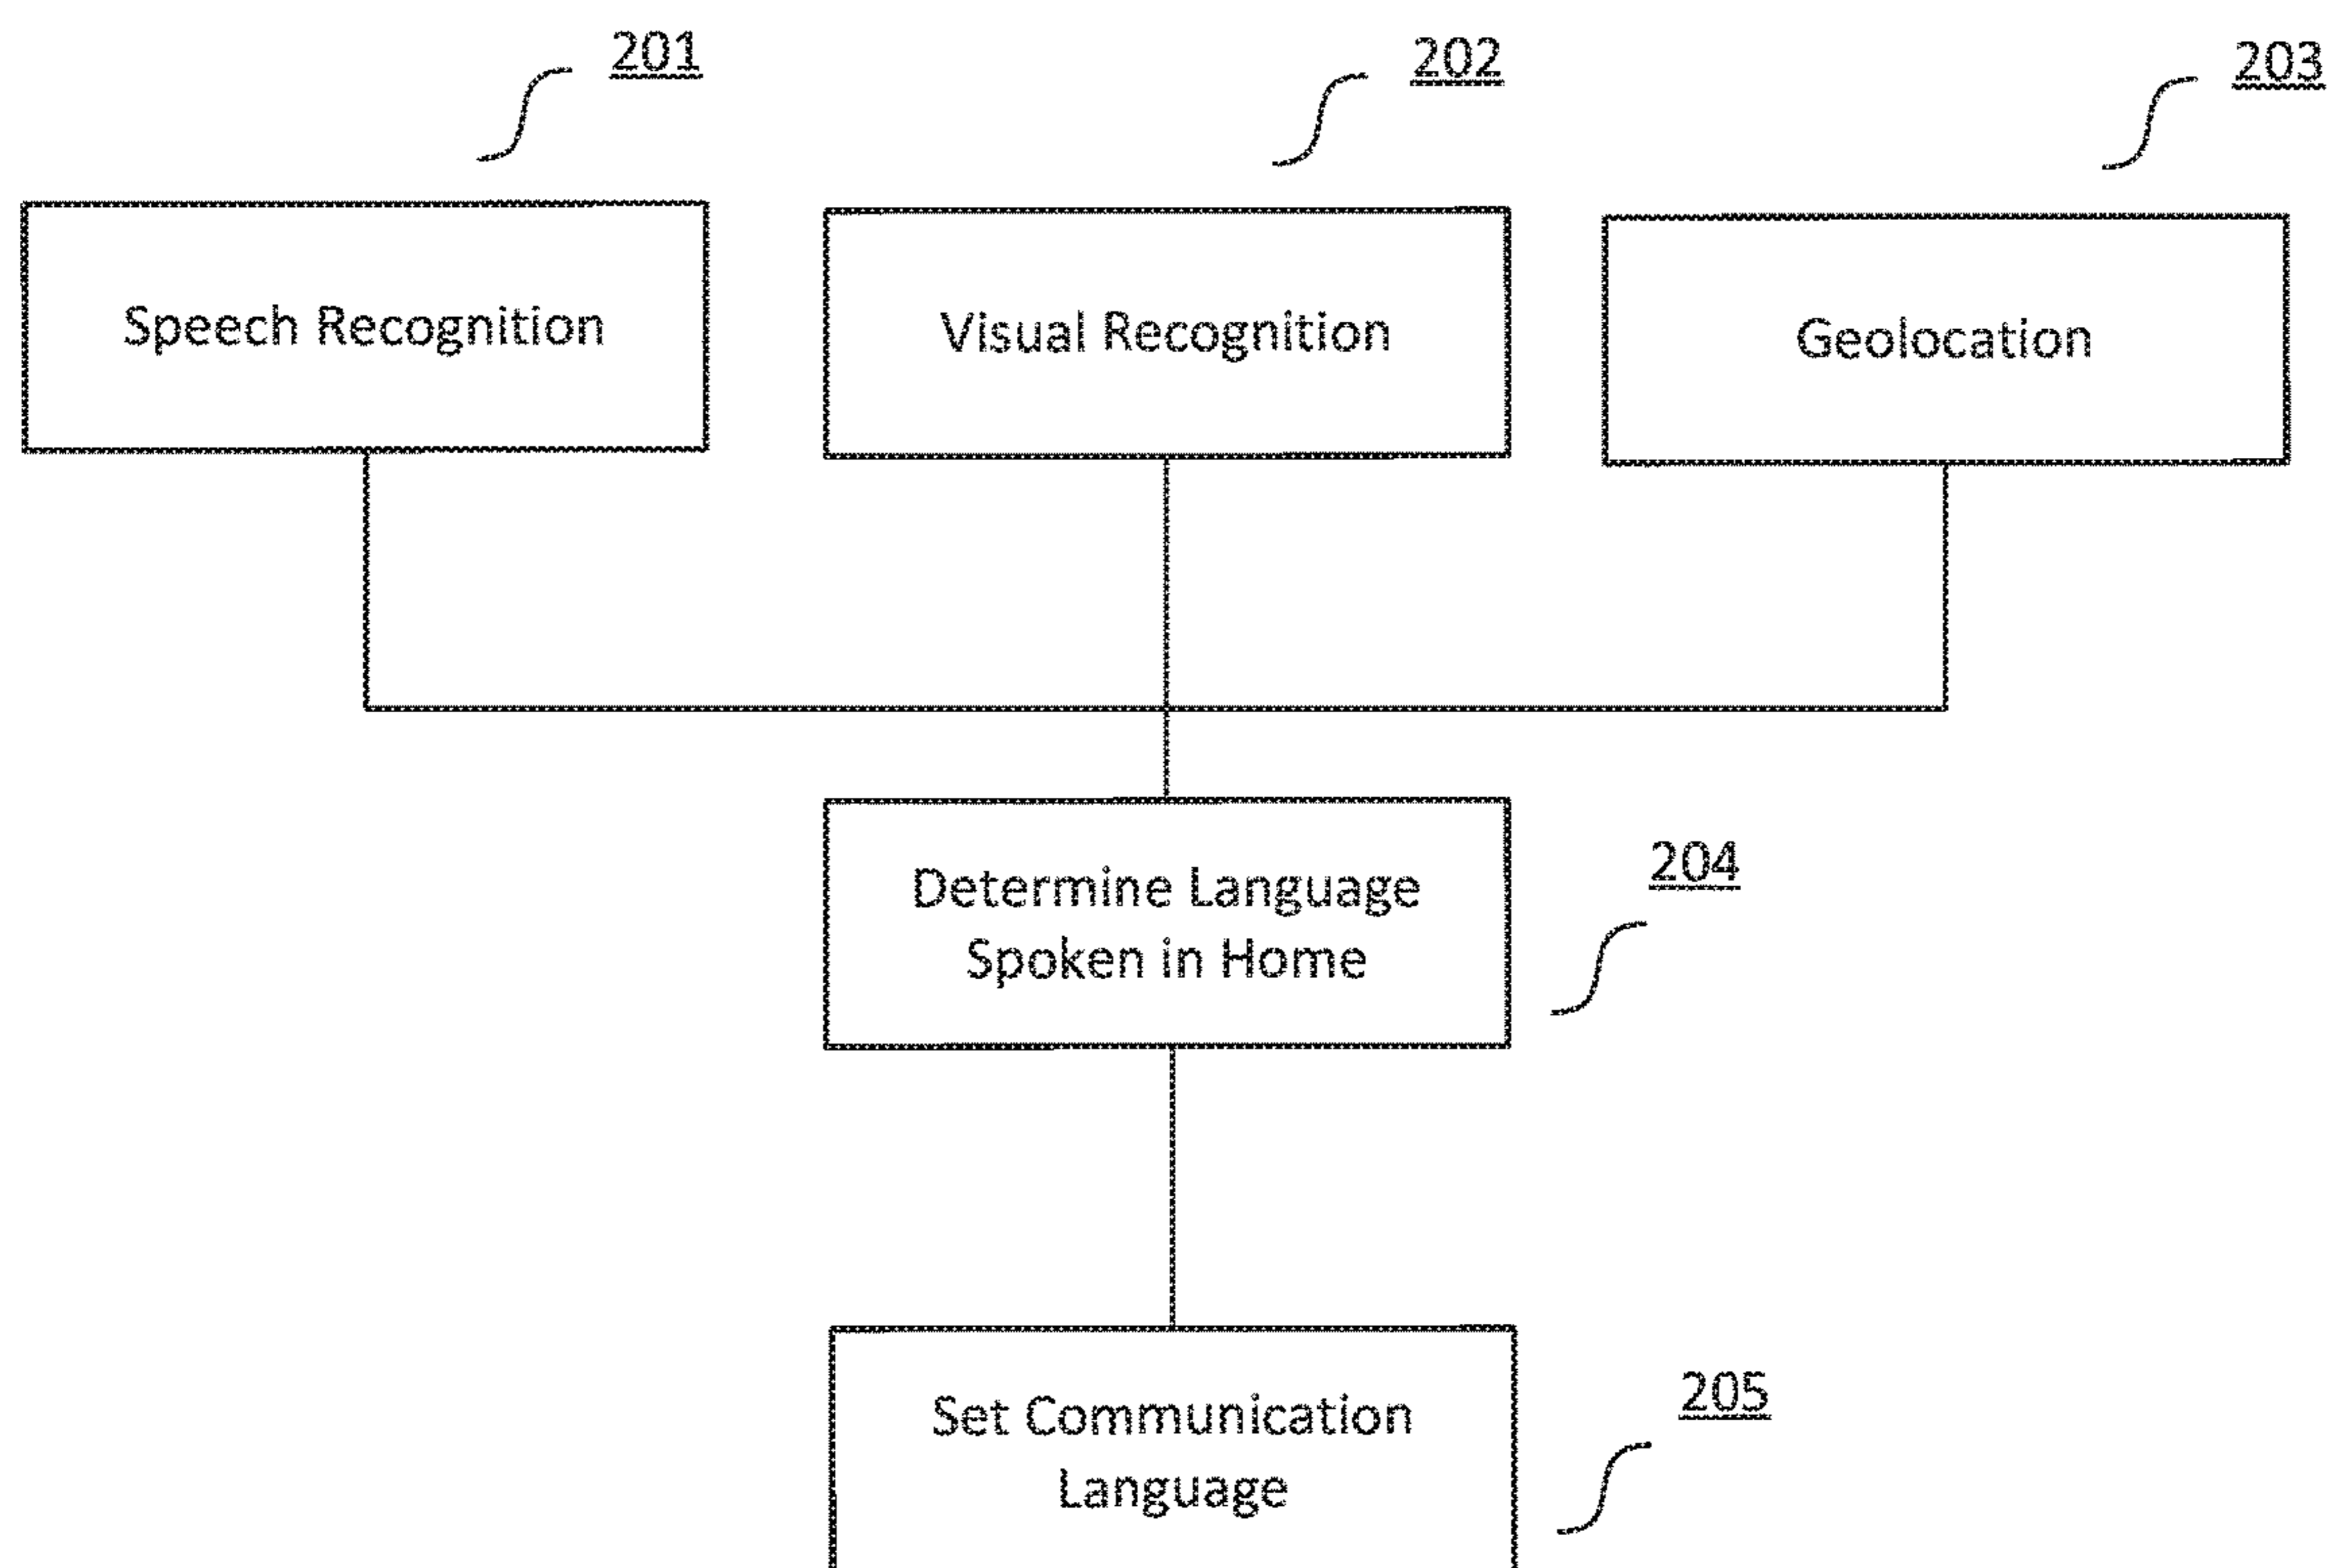 201
202
203
Speech Recognition
Visual Recognition
Geolocation
Determine Language
Spoken in Home
204
Set Communication
Language
205